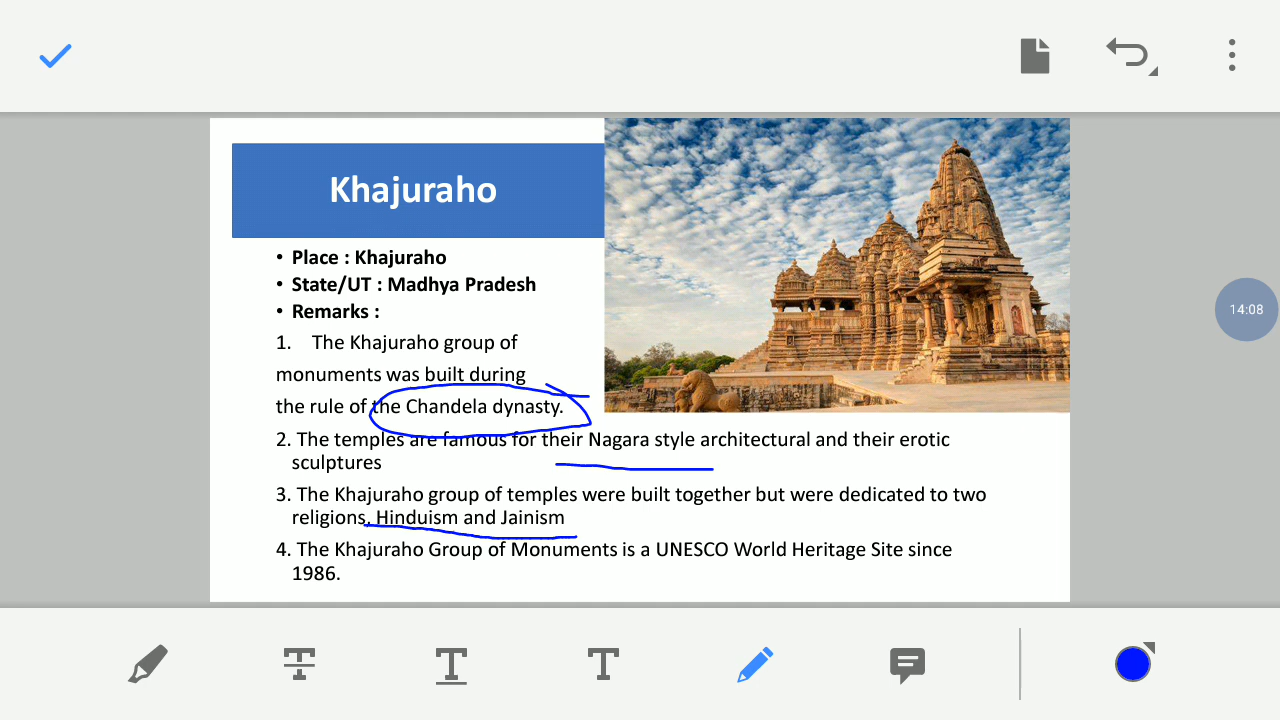 Khajuraho
• Place : Khajuraho
• State/UT : Madhya Pradesh
• Remarks :
1. The Khajuraho group of
monuments was built during
the rule of the Chandela dynasty.
2. The temples are famous for their Nagara style architectural and their erotic
sculptures
3. The Khajuraho group of temples were built together but were dedicated to two
religions, Hinduism and Jainism
4. The Khajuraho Group of Monuments is a UNESCO World Heritage Site since
1986.
14:08